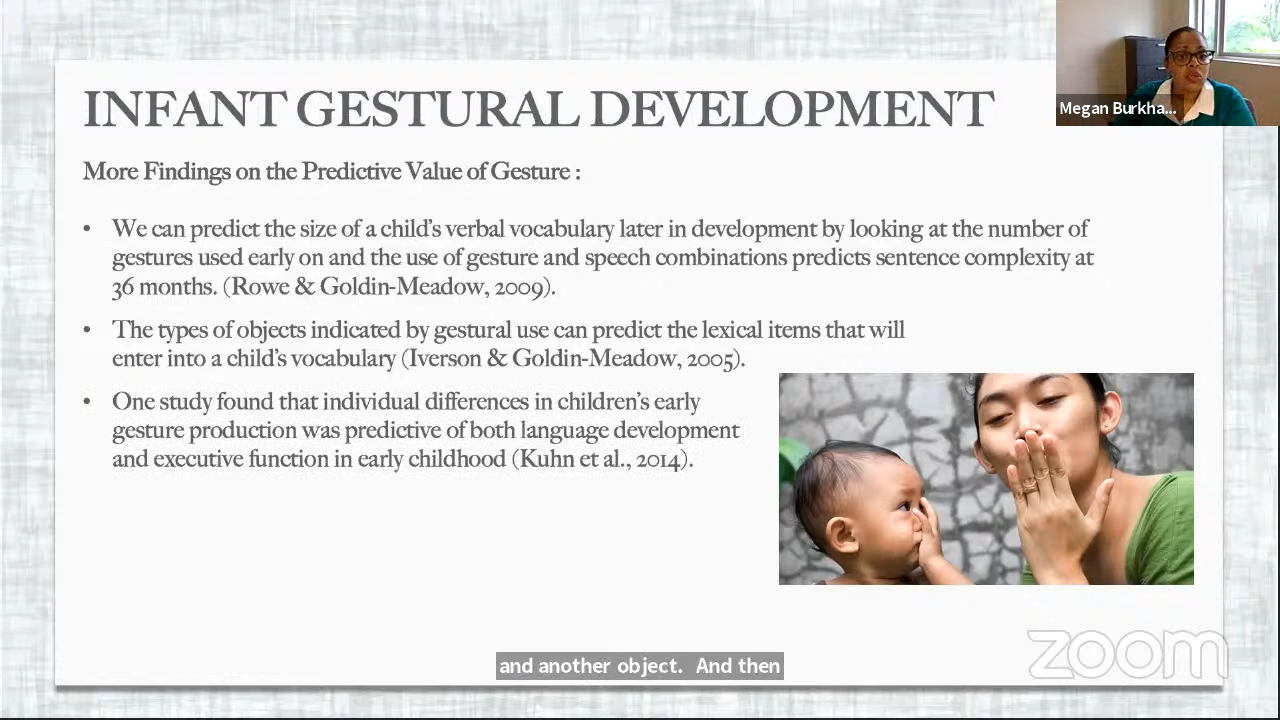 INFANT GESTURAL DEVELOPMENT
Megan Burkha...
More Findings on the Predictive Value of Gesture :
• We can predict the size of a child's verbal vocabulary later in development by looking at the number of
gestures used early on and the use of gesture and speech combinations predicts sentence complexity at
36 months. (Rowe & Goldin-Meadow, 2009).
• The types of objects indicated by gestural use can predict the lexical items that will
enter into a child's vocabulary (Iverson & Goldin-Meadow, 2005).
• One study found that individual differences in children's early
gesture production was predictive of both language development
and executive function in early childhood (Kuhn et al., 2014).
zoom
and another object. And then